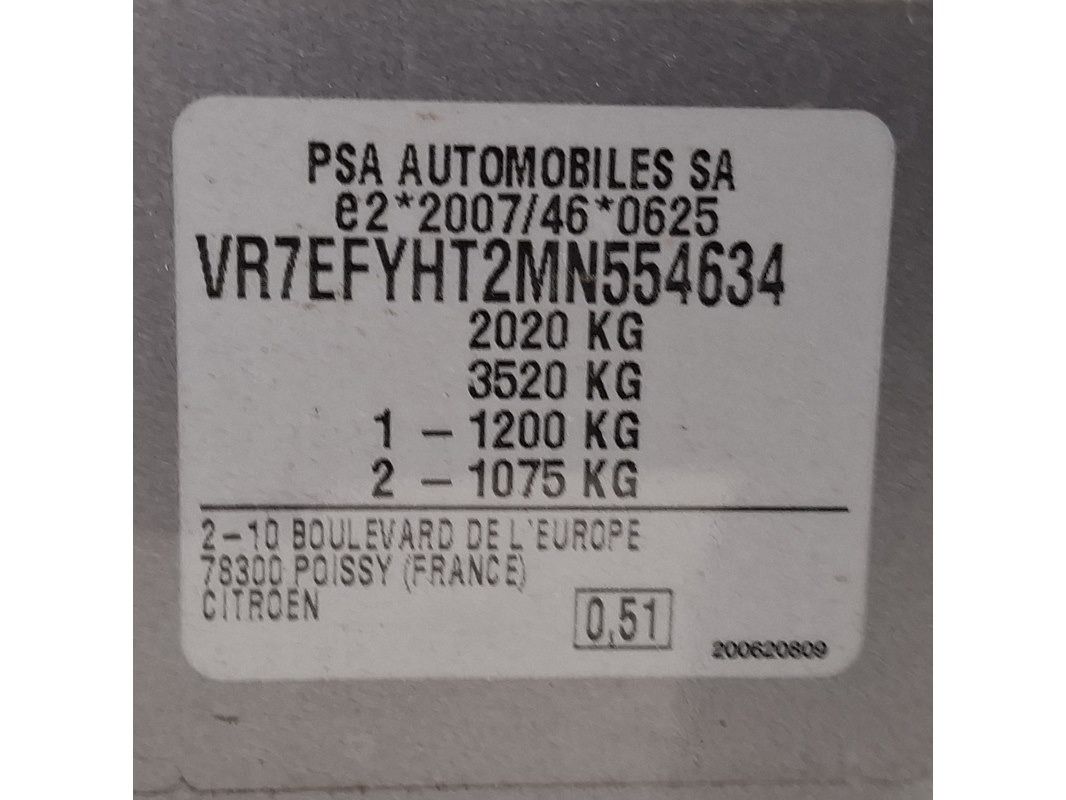 PSA AUTOMOBILES SA
e2*2007/46*0625
VR7EFYHT2MN554634
2020 KG
3520 KG
1 – 1200 KG
2 – 1075 KG
2–10 BOULEVARD DE L'EUROPE
78300 POISSY (FRANCE)
CITROEN
0,51
200620809